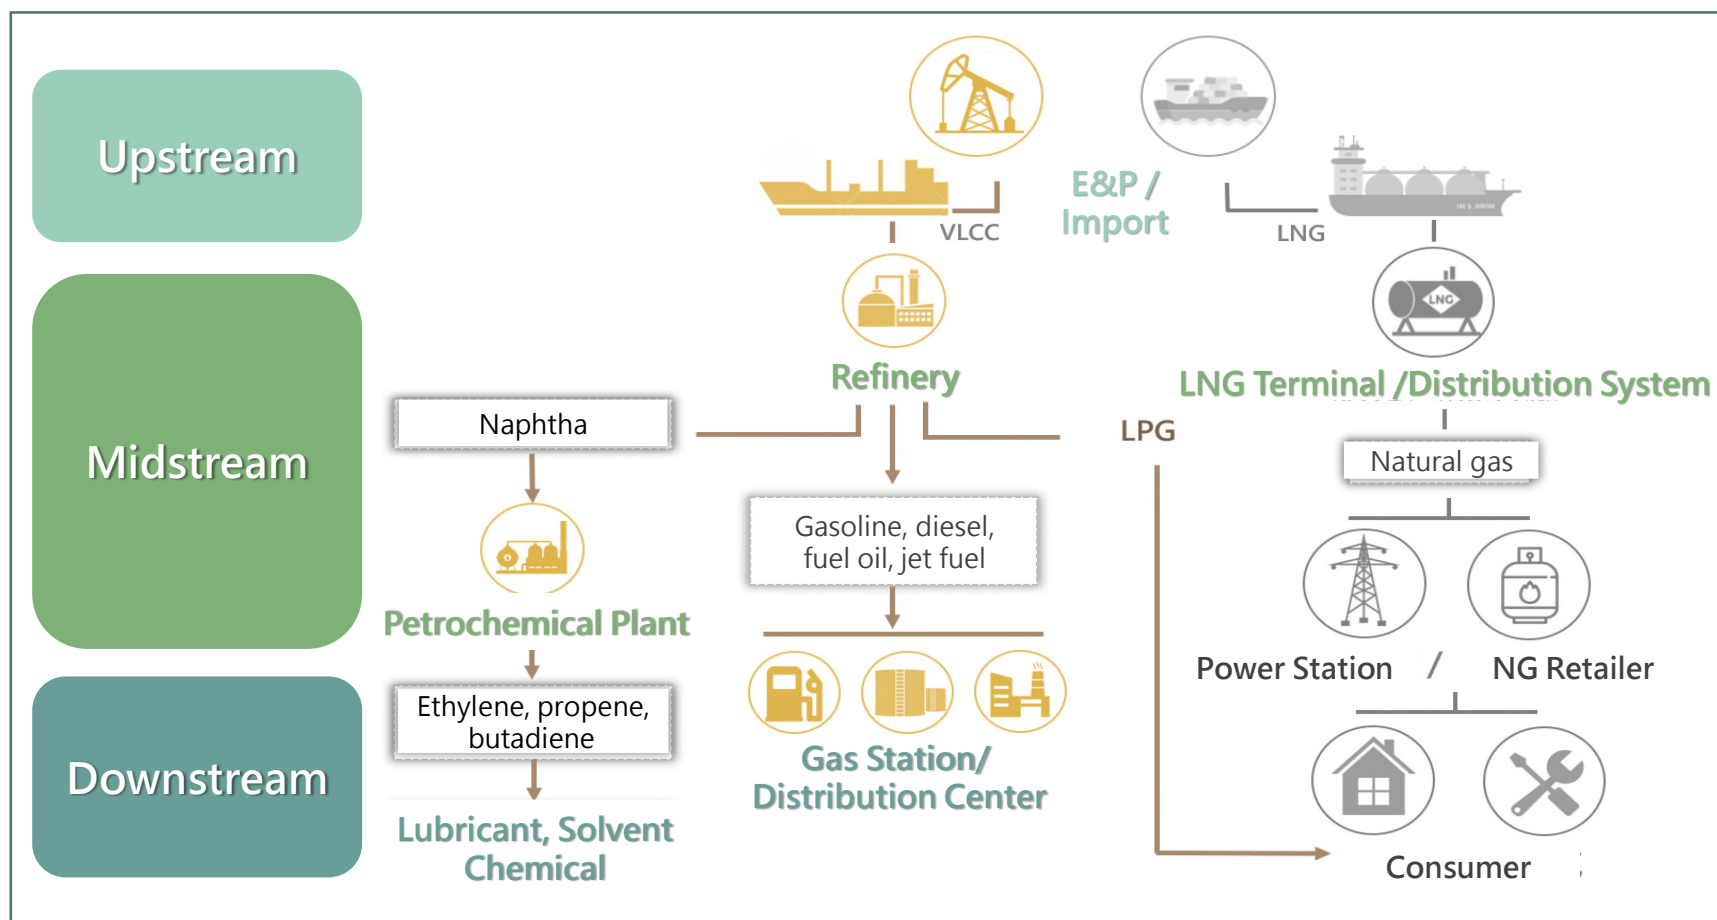 Upstream
E&P /
Import
VLCC
LNG
LNG
Midstream
Refinery
LNG Terminal /Distribution System
Naphtha
LPG
Natural gas
Gasoline, diesel,
fuel oil, jet fuel
Petrochemical Plant
Power Station / NG Retailer
Downstream
Ethylene, propene,
butadiene
Gas Station/
Distribution Center
Lubricant, Solvent
Chemical
Consumer